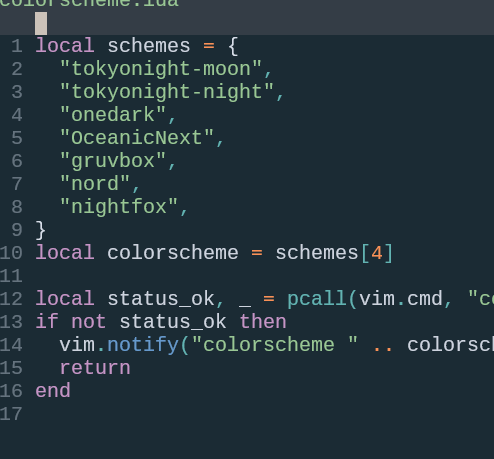 colorscheme.lua
1 local schemes = {
2   "tokyonight-moon",
3   "tokyonight-night",
4   "onedark",
5   "OceanicNext",
6   "gruvbox",
7   "nord",
8   "nightfox",
9 }
10 local colorscheme = schemes[4]
11
12 local status_ok, _ = pcall(vim.cmd, "co
13 if not status_ok then
14   vim.notify("colorscheme " .. colorsch
15   return
16 end
17